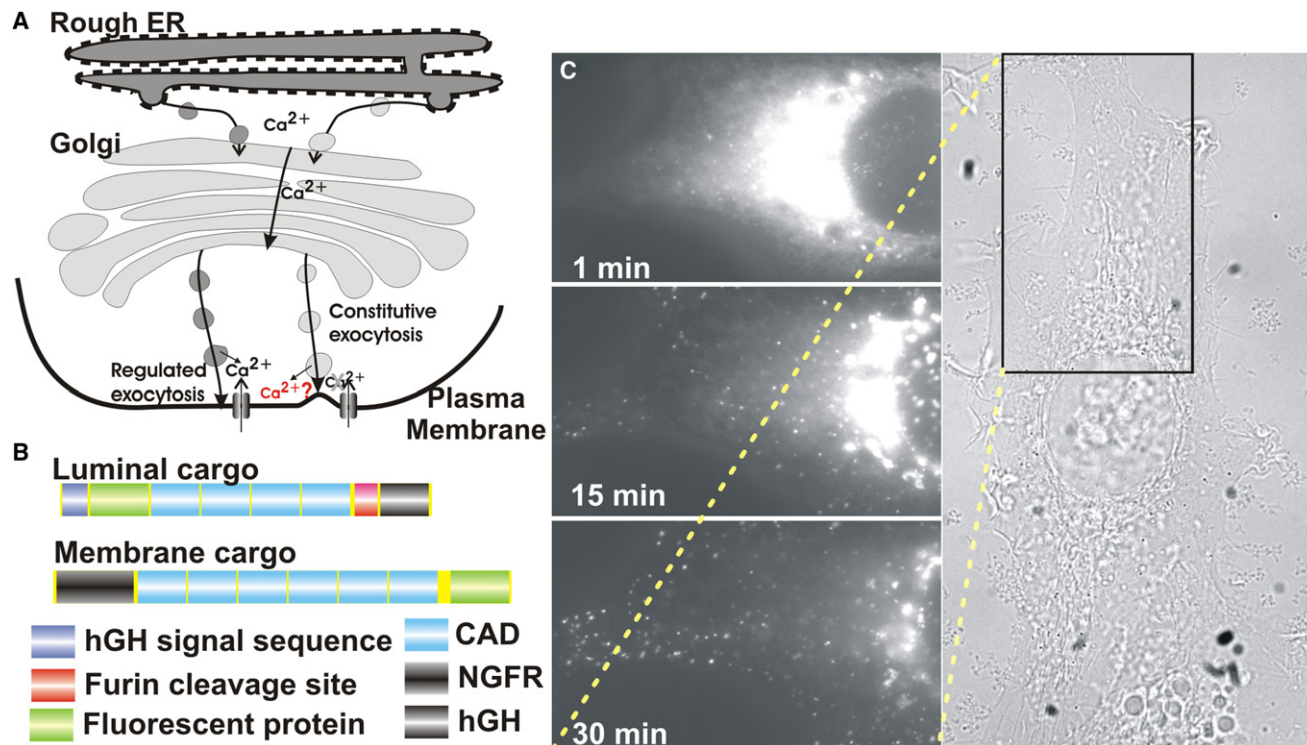 A
Rough ER
Ca2+
Golgi
Ca2+
Constitutive
exocytosis
Regulated
exocytosis
Ca2+
Ca2+?
Ca2+
Plasma
Membrane
B
Luminal cargo
Membrane cargo
hGH signal sequence
CAD
Furin cleavage site
NGFR
Fluorescent protein
hGH
C
1 min
15 min
30 min